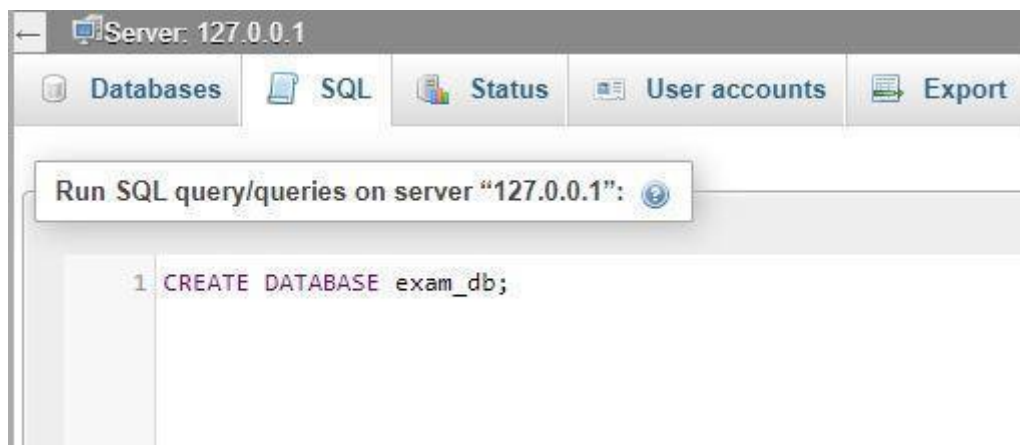 ← Server: 127.0.0.1
Databases SQL Status User accounts Export
Run SQL query/queries on server “127.0.0.1”:
1 CREATE DATABASE exam_db;